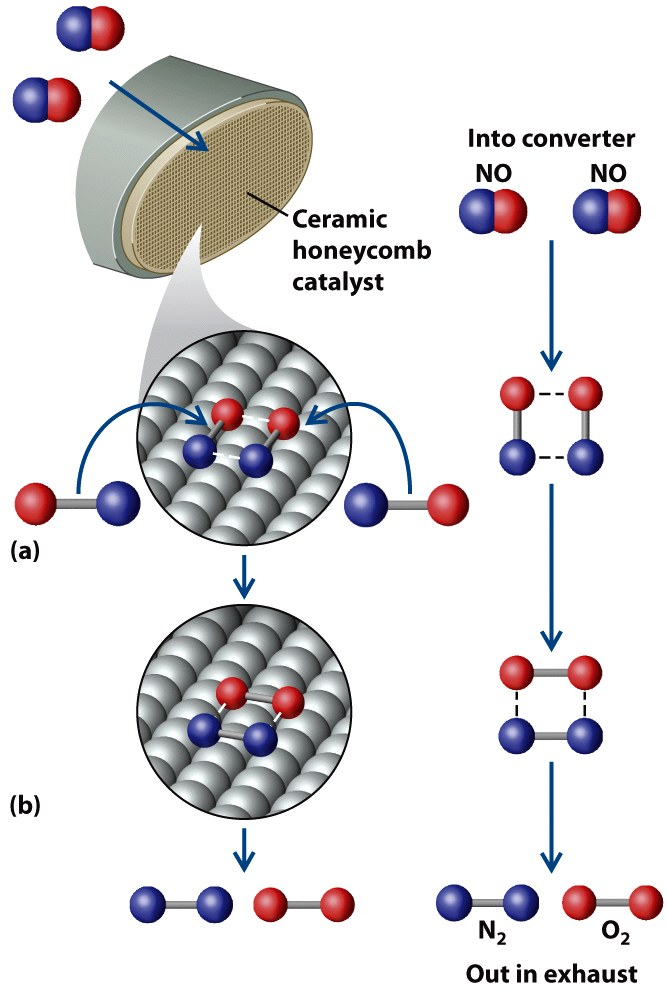 Into converter
NO NO
Ceramic
honeycomb
catalyst
(a)
(b)
N₂ O₂
Out in exhaust